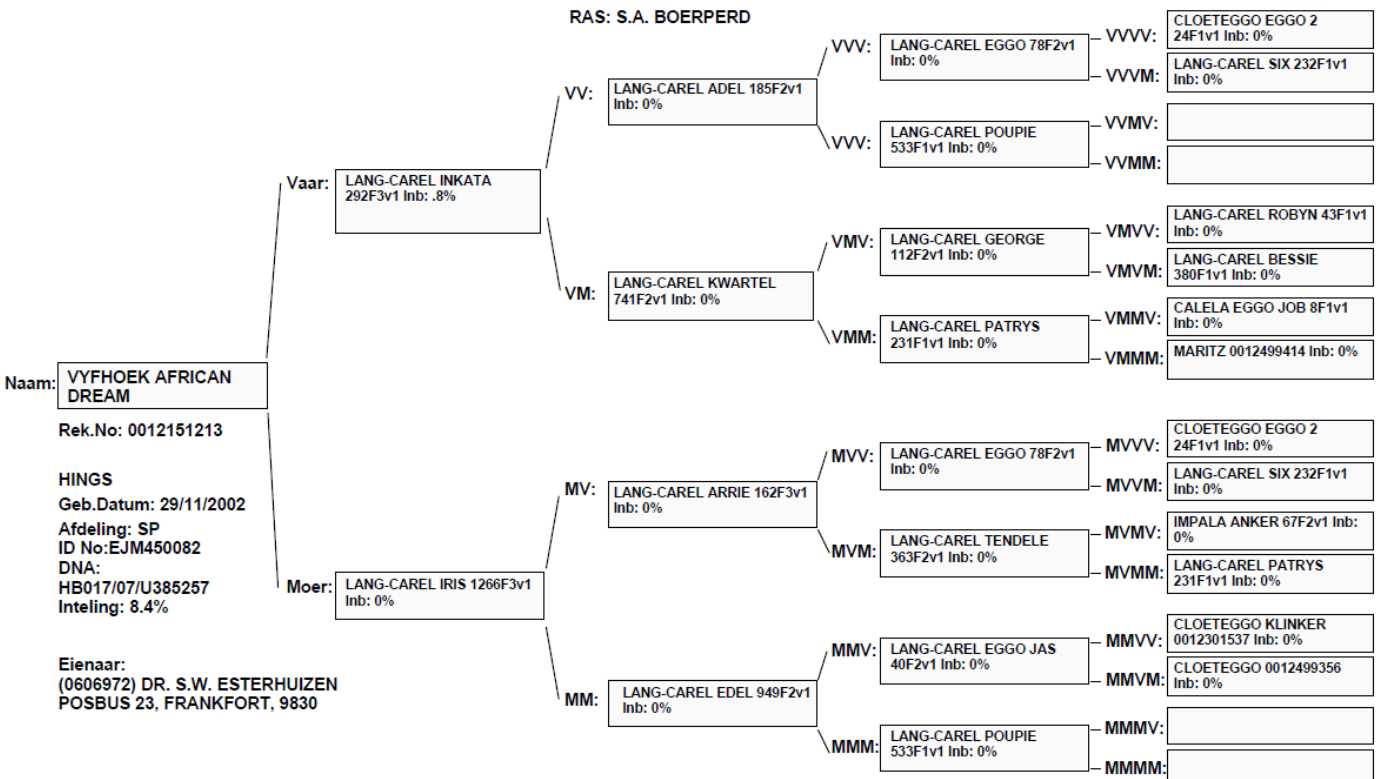 RAS: S.A. BOERPERD
Naam:
VYFHOEK AFRICAN
DREAM
Rek.No: 0012151213
HINGS
Geb.Datum: 29/11/2002
Afdeling: SP
ID No:EJM450082
DNA:
HB017/07/U385257
Inteling: 8.4%
Eienaar:
(0606972) DR. S.W. ESTERHUIZEN
POSBUS 23, FRANKFORT, 9830
Vaar:
LANG-CAREL INKATA
292F3v1 Inb: .8%
Moer:
LANG-CAREL IRIS 1266F3v1
Inb: 0%
VV:
LANG-CAREL ADEL 185F2v1
Inb: 0%
VM:
LANG-CAREL KWARTEL
741F2v1 Inb: 0%
MV:
LANG-CAREL ARRIE 162F3v1
Inb: 0%
MM:
LANG-CAREL EDEL 949F2v1
Inb: 0%
VVV:
LANG-CAREL EGGO 78F2v1
Inb: 0%
VVV:
LANG-CAREL POUPIE
533F1v1 Inb: 0%
VMV:
LANG-CAREL GEORGE
112F2v1 Inb: 0%
VMM:
LANG-CAREL PATRYS
231F1v1 Inb: 0%
MVV:
LANG-CAREL EGGO 78F2v1
Inb: 0%
MVM:
LANG-CAREL TENDELE
363F2v1 Inb: 0%
MMV:
LANG-CAREL EGGO JAS
40F2v1 Inb: 0%
MMM:
LANG-CAREL POUPIE
533F1v1 Inb: 0%
VVVV:
CLOETEGGO EGGO 2
24F1v1 Inb: 0%
VVVM:
LANG-CAREL SIX 232F1v1
Inb: 0%
VVMV:
VVMM:
VMVV:
LANG-CAREL ROBYN 43F1v1
Inb: 0%
VMVM:
LANG-CAREL BESSIE
380F1v1 Inb: 0%
VMMV:
CALELA EGGO JOB 8F1v1
Inb: 0%
VMMM:
MARITZ 0012499414 Inb: 0%
MVVV:
CLOETEGGO EGGO 2
24F1v1 Inb: 0%
MVVM:
LANG-CAREL SIX 232F1v1
Inb: 0%
MVMV:
IMPALA ANKER 67F2v1 Inb:
0%
MVMM:
LANG-CAREL PATRYS
231F1v1 Inb: 0%
MMVV:
CLOETEGGO KLINKER
0012301537 Inb: 0%
MMVM:
CLOETEGGO 0012499356
Inb: 0%
MMMV:
MMMM: